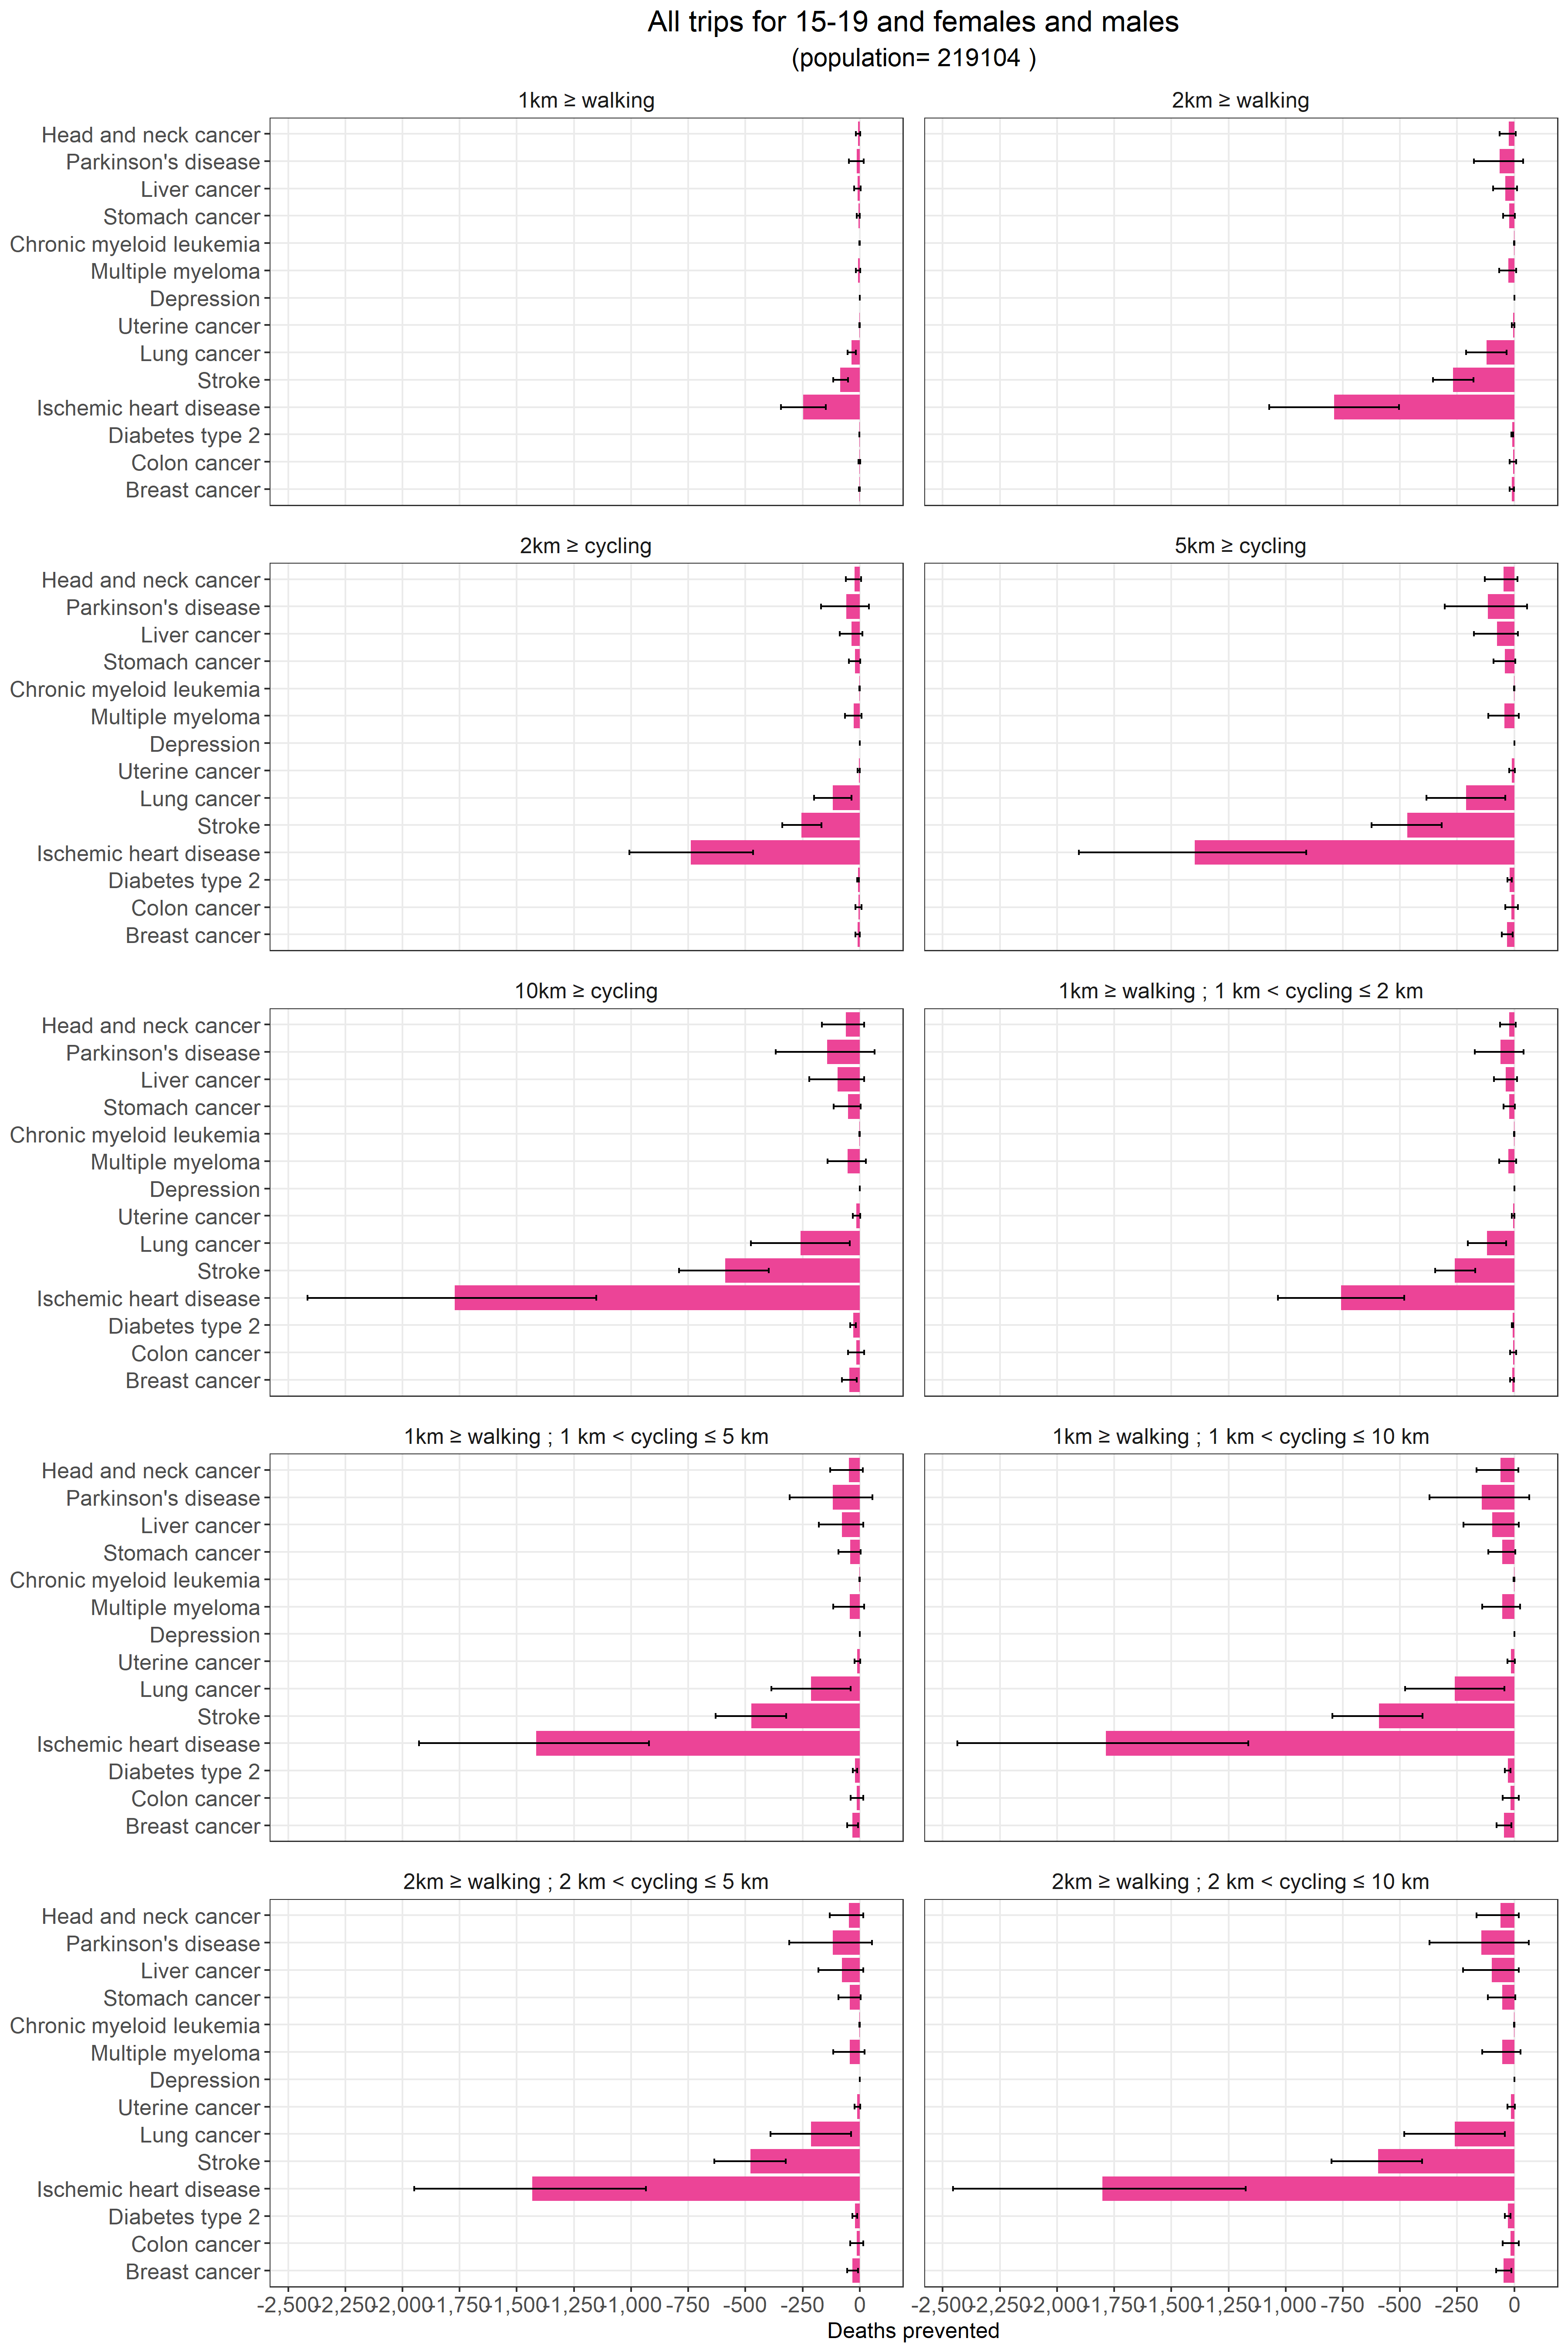 All trips for 15-19 and females and males
(population= 219104 )
1km ≥ walking
2km ≥ walking
Head and neck cancer
Parkinson's disease
Liver cancer
Stomach cancer
Chronic myeloid leukemia
Multiple myeloma
Depression
Uterine cancer
Lung cancer
Stroke
Ischemic heart disease
Diabetes type 2
Colon cancer
Breast cancer
2km ≥ cycling
5km ≥ cycling
Head and neck cancer
Parkinson's disease
Liver cancer
Stomach cancer
Chronic myeloid leukemia
Multiple myeloma
Depression
Uterine cancer
Lung cancer
Stroke
Ischemic heart disease
Diabetes type 2
Colon cancer
Breast cancer
10km ≥ cycling
1km ≥ walking ; 1 km < cycling ≤ 2 km
Head and neck cancer
Parkinson's disease
Liver cancer
Stomach cancer
Chronic myeloid leukemia
Multiple myeloma
Depression
Uterine cancer
Lung cancer
Stroke
Ischemic heart disease
Diabetes type 2
Colon cancer
Breast cancer
1km ≥ walking ; 1 km < cycling ≤ 5 km
1km ≥ walking ; 1 km < cycling ≤ 10 km
Head and neck cancer
Parkinson's disease
Liver cancer
Stomach cancer
Chronic myeloid leukemia
Multiple myeloma
Depression
Uterine cancer
Lung cancer
Stroke
Ischemic heart disease
Diabetes type 2
Colon cancer
Breast cancer
2km ≥ walking ; 2 km < cycling ≤ 5 km
2km ≥ walking ; 2 km < cycling ≤ 10 km
Head and neck cancer
Parkinson's disease
Liver cancer
Stomach cancer
Chronic myeloid leukemia
Multiple myeloma
Depression
Uterine cancer
Lung cancer
Stroke
Ischemic heart disease
Diabetes type 2
Colon cancer
Breast cancer
-2,500 -2,250 -2,000 -1,750 -1,500 -1,250 -1,000 -750 -500 -250 0
-2,500 -2,250 -2,000 -1,750 -1,500 -1,250 -1,000 -750 -500 -250 0
Deaths prevented